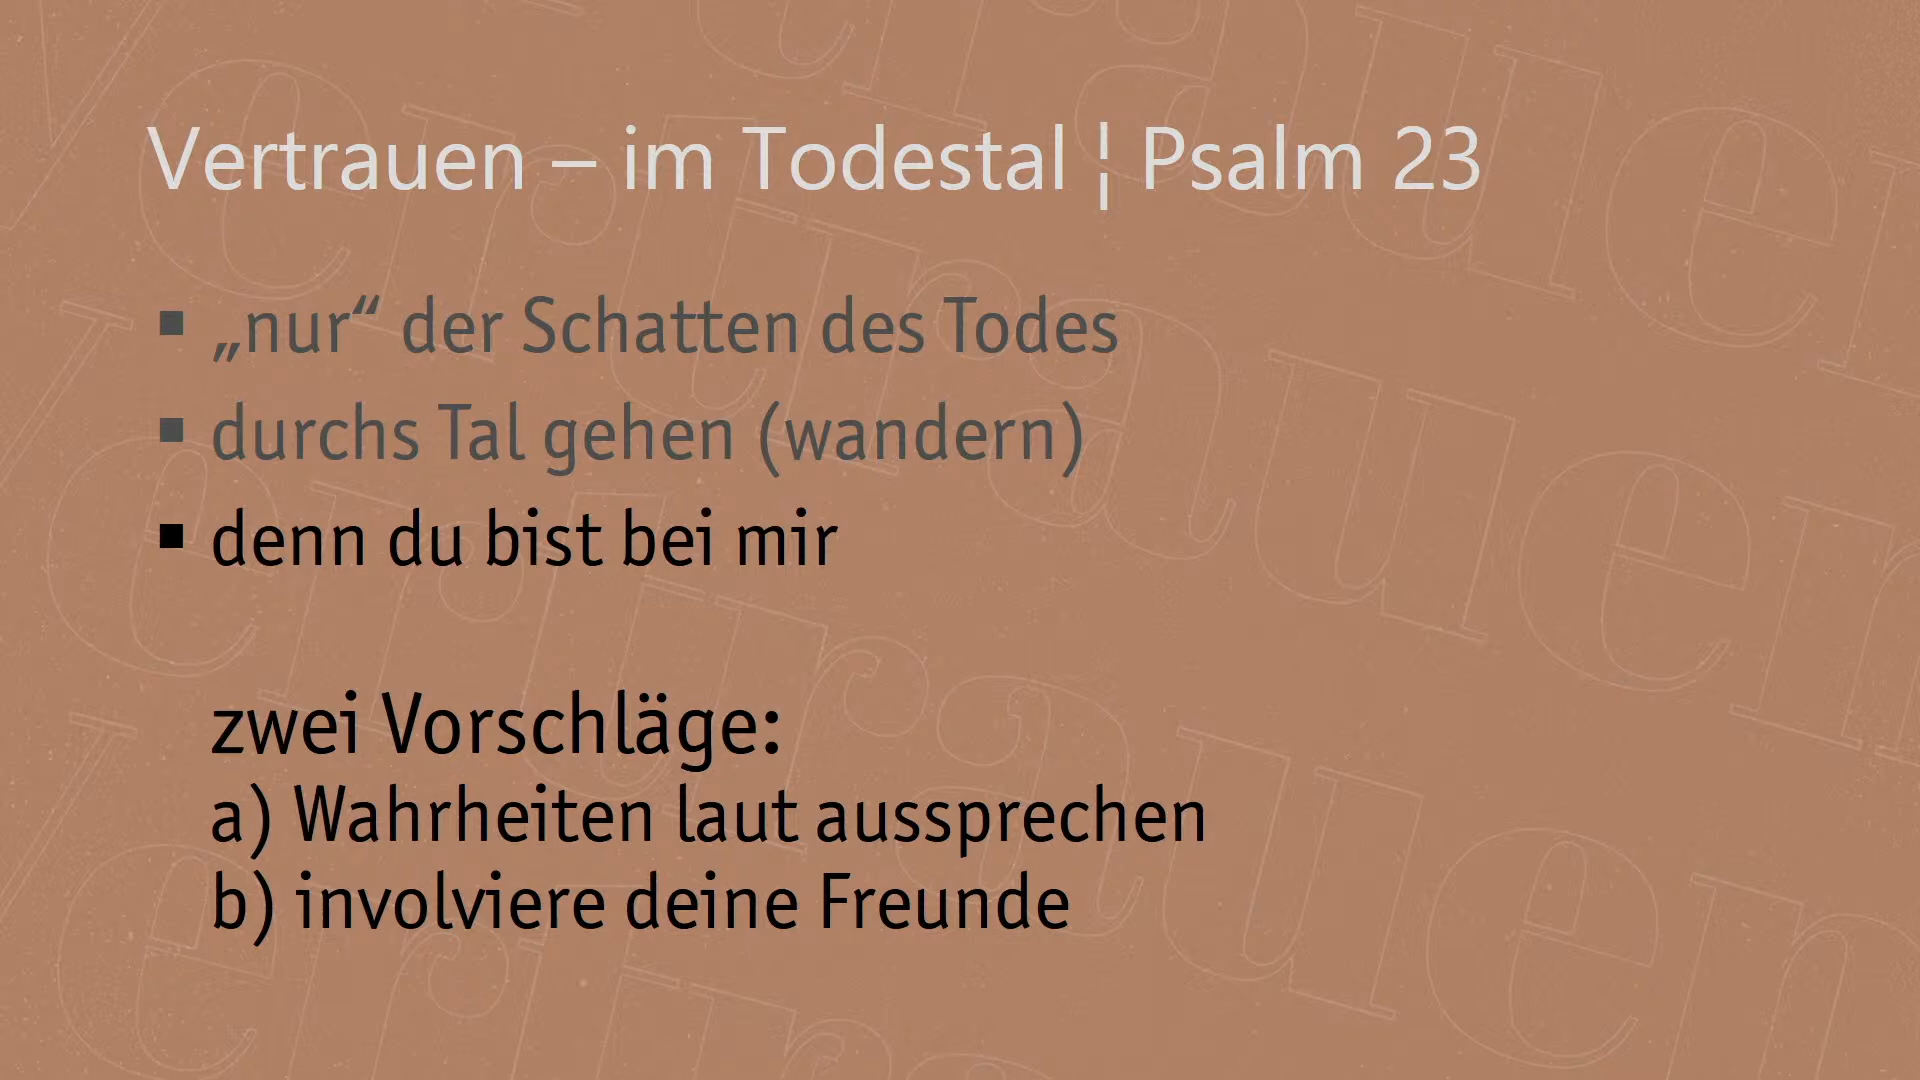 Vertrauen – im Todestal ¦ Psalm 23
▪ „nur“ der Schatten des Todes
▪ durchs Tal gehen (wandern)
▪ denn du bist bei mir
zwei Vorschläge:
a) Wahrheiten laut aussprechen
b) involviere deine Freunde